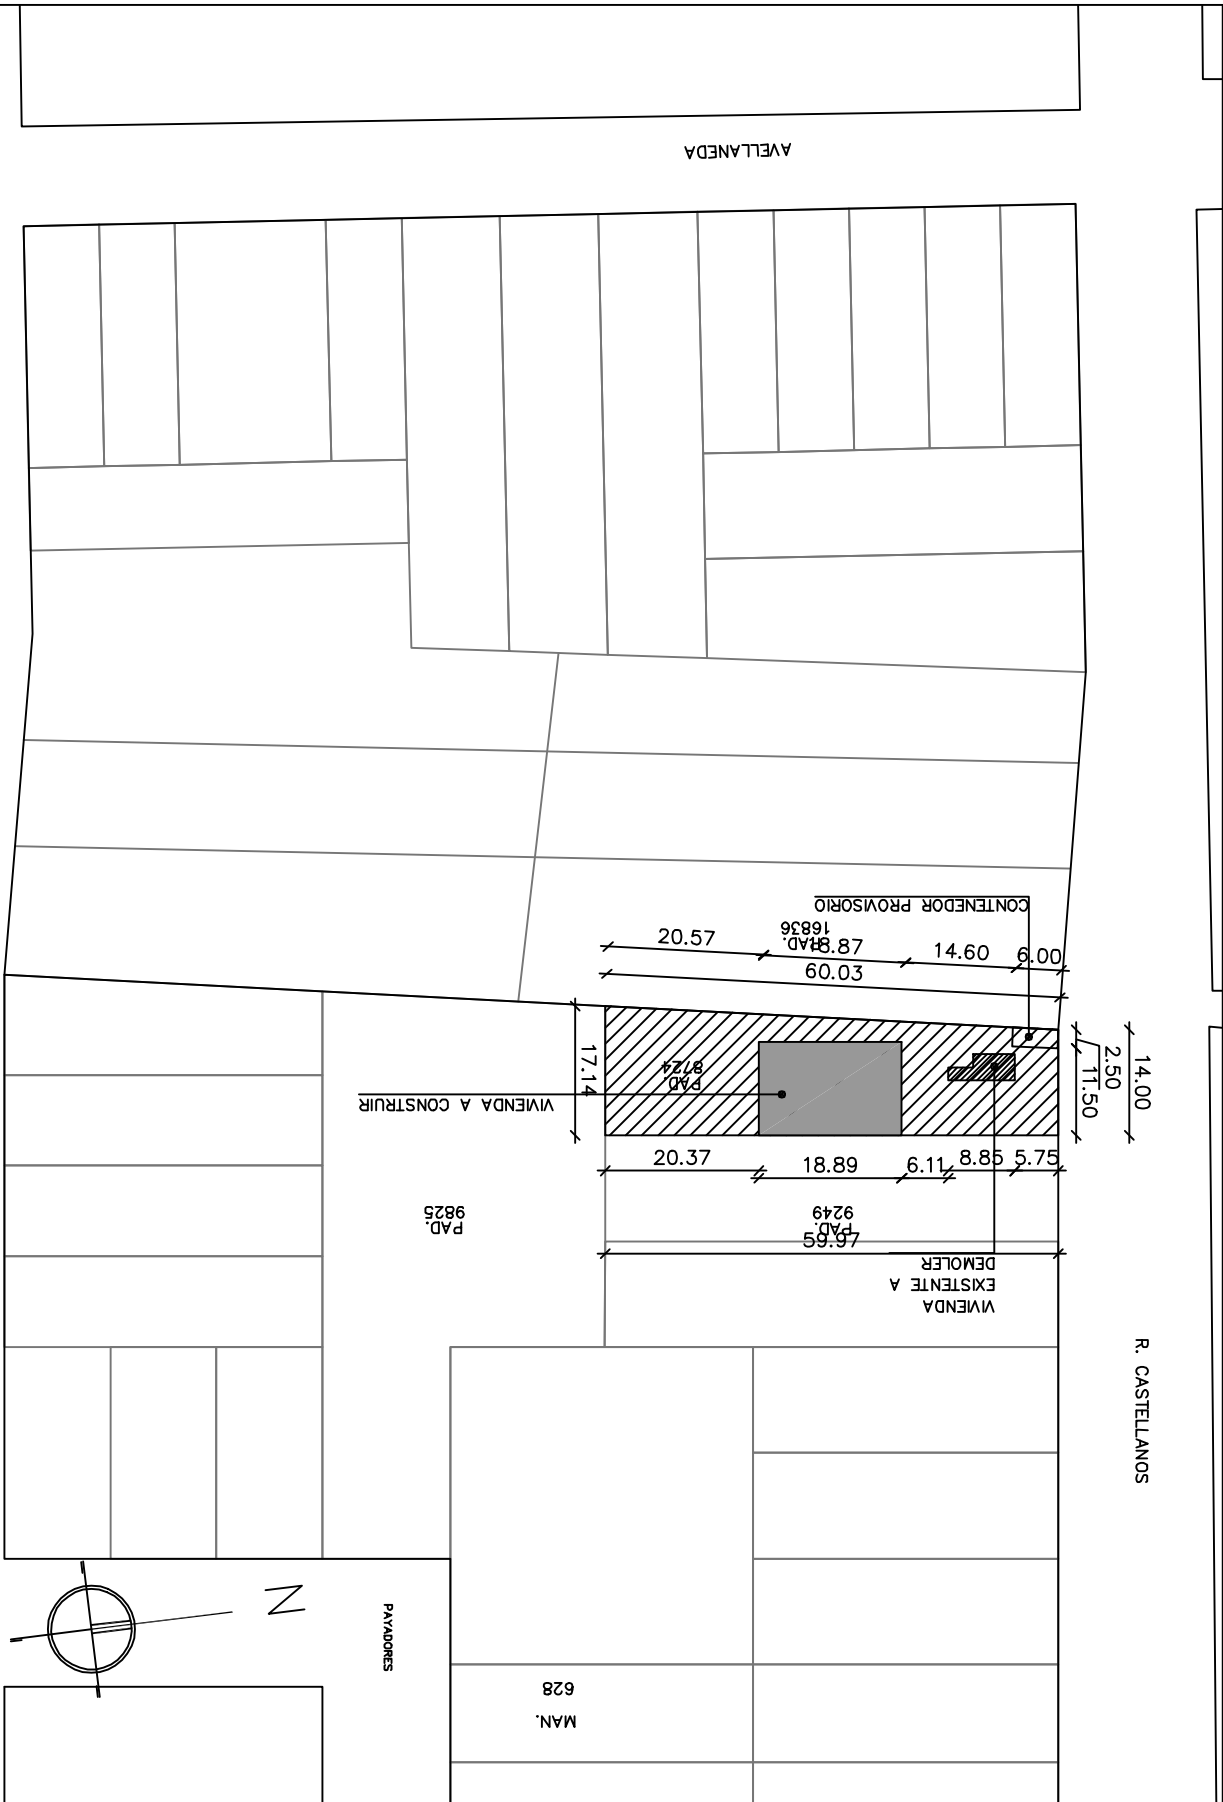 AVELLANEDA
CONTENEDOR PROVISORIO
PAD.
16836
20.57
18.87
14.60
6.00
60.03
17.14
PAD.
8724
VIVIENDA A CONSTRUIR
14.00
2.50
11.50
20.37
18.89
6.11
8.85
5.75
PAD.
9825
PAD.
9249
59.97
VIVIENDA
EXISTENTE A
DEMOLER
R. CASTELLANOS
N
PAYADORES
MAN.
628